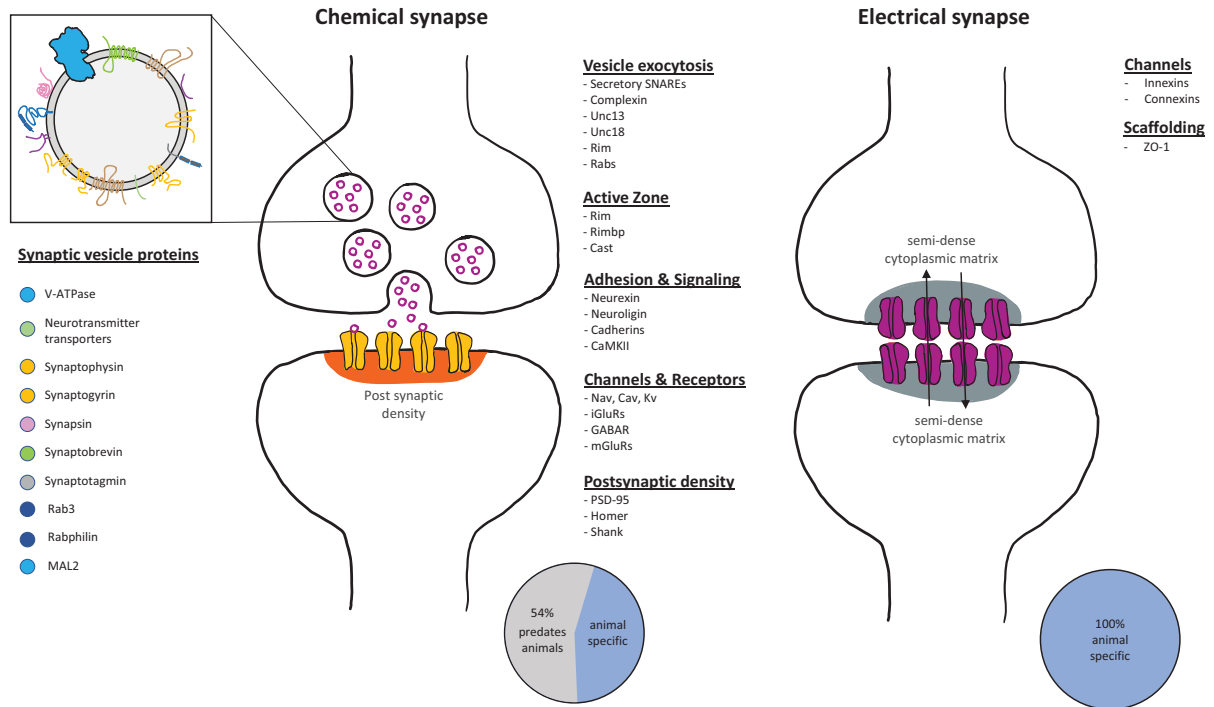 Chemical synapse
Electrical synapse
Synaptic vesicle proteins
V-ATPase
Neurotransmitter
transporters
Synaptophysin
Synaptogyrin
Synapsin
Synaptobrevin
Synaptotagmin
Rab3
Rabphilin
MAL2
Post synaptic
density
Vesicle exocytosis
- Secretory SNAREs
- Complexin
- Unc13
- Unc18
- Rim
- Rabs
Active Zone
- Rim
- Rimbp
- Cast
Adhesion & Signaling
- Neurexin
- Neuroligin
- Cadherins
- CaMKII
Channels & Receptors
- Nav, Cav, Kv
- iGluRs
- GABAR
- mGluRs
Postsynaptic density
- PSD-95
- Homer
- Shank
54%
predates
animals
animal
specific
semi-dense
cytoplasmic matrix
semi-dense
cytoplasmic matrix
Channels
- Innexins
- Connexins
Scaffolding
- ZO-1
100%
animal
specific